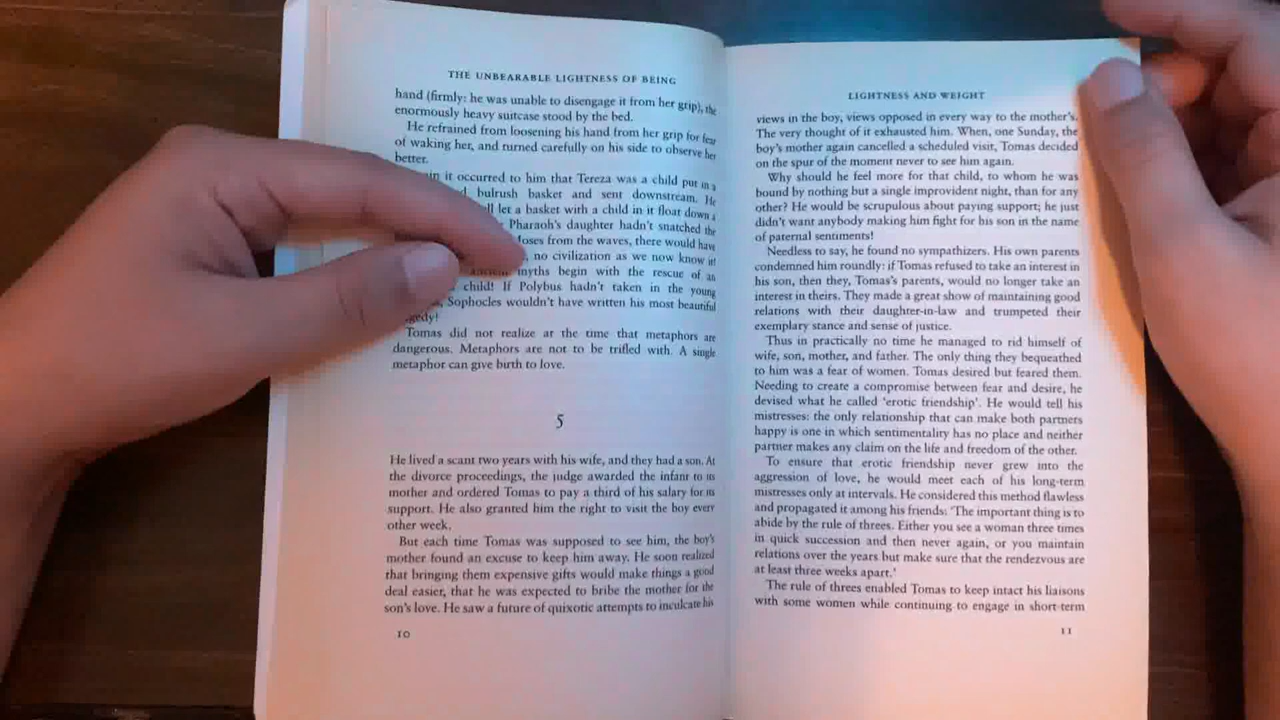 THE UNBEARABLE LIGHTNESS OF BEING
hand (firmly: he was unable to disengage it from her grip), the
enormously heavy suitcase stood by the bed.
He refrained from loosening his hand from her grip for fear
of waking her, and turned carefully on his side to observe her
better.
it occurred to him that Tereza was a child put in a
bulrush basket and sent downstream. He
let a basket with a child in it float down a
Pharaoh's daughter hadn't snatched the
from the waves, there would have
no civilization as we now know it!
ancient myths begin with the rescue of an
child! If Polybus hadn't taken in the young
Sophocles wouldn't have written his most beautiful
Tomas did not realize at the time that metaphors are
dangerous. Metaphors are not to be trifled with. A single
metaphor can give birth to love.
5
He lived a scant two years with his wife, and they had a son. At
the divorce proceedings, the judge awarded the infant to its
mother and ordered Tomas to pay a third of his salary for its
support. He also granted him the right to visit the boy every
other week.
But each time Tomas was supposed to see him, the boy's
mother found an excuse to keep him away. He soon realized
that bringing them expensive gifts would make things a good
deal easier, that he was expected to bribe the mother for the
son's love. He saw a future of quixotic attempts to inculcate his
10
LIGHTNESS AND WEIGHT
views in the boy, views opposed in every way to the mother's.
The very thought of it exhausted him. When, one Sunday, the
boy's mother again cancelled a scheduled visit, Tomas decided
on the spur of the moment never to see him again.
Why should he feel more for that child, to whom he was
bound by nothing but a single improvident night, than for any
other? He would be scrupulous about paying support; he just
didn't want anybody making him fight for his son in the name
of paternal sentiments!
Needless to say, he found no sympathizers. His own parents
condemned him roundly: if Tomas refused to take an interest in
his son, then they, Tomas's parents, would no longer take an
interest in theirs. They made a great show of maintaining good
relations with their daughter-in-law and trumpeted their
exemplary stance and sense of justice.
Thus in practically no time he managed to rid himself of
wife, son, mother, and father. The only thing they bequeathed
to him was a fear of women. Tomas desired but feared them.
Needing to create a compromise between fear and desire, he
devised what he called 'erotic friendship'. He would tell his
mistresses: the only relationship that can make both partners
happy is one in which sentimentality has no place and neither
partner makes any claim on the life and freedom of the other.
To ensure that erotic friendship never grew into the
aggression of love, he would meet each of his long-term
mistresses only at intervals. He considered this method flawless
and propagated it among his friends: 'The important thing is to
abide by the rule of threes. Either you see a woman three times
in quick succession and then never again, or you maintain
relations over the years but make sure that the rendezvous are
at least three weeks apart.'
The rule of threes enabled Tomas to keep intact his liaisons
with some women while continuing to engage in short-term
11